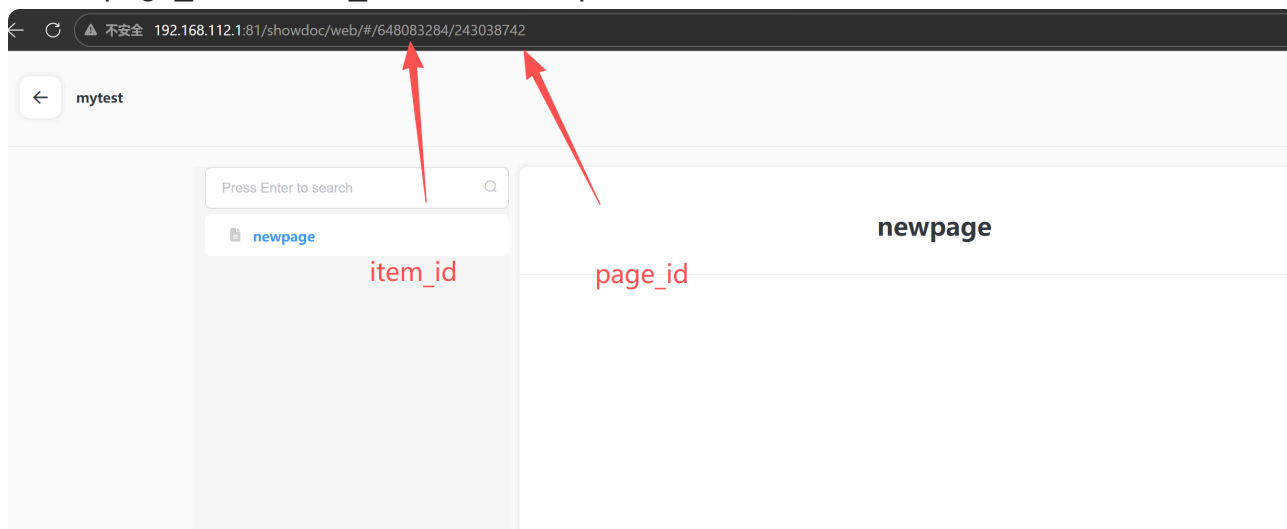 不安全 192.168.112.1:81/showdoc/web/#/648083284/243038742
mytest
Press Enter to search
newpage
newpage
item_id
page_id